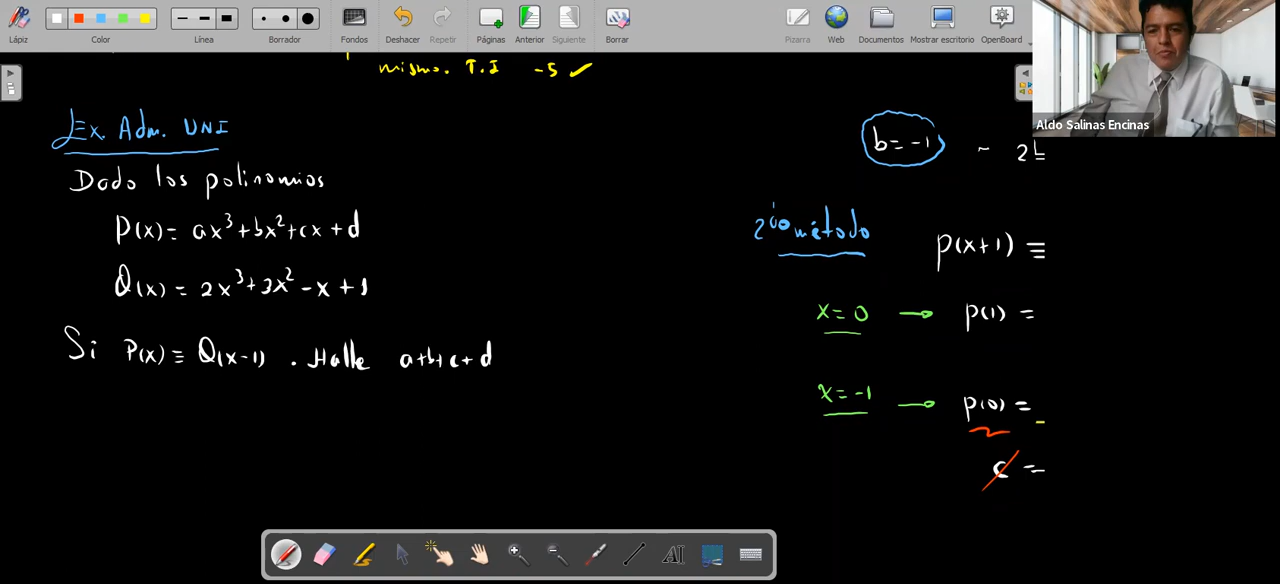 Color
Línea
Borrador
Lápiz
Fondos
Deshacer
Repetir
Páginas
Anterior
Siguiente
Borrar
Pizarra
Web
Documentos
Mostrar escritorio
OpenBoard
Aldo Salinas Encinas
mismo. T.I -5 ✓
Ex. Adm. UNI
Dado los polinomios
P(x) = ax³+bx²+cx+d
Q(x) = 2x³+3x²-x+1
Si P(x) ≡ Q(x-1) . Halle a+b+c+d
b = -1
2do método
P(x+1) ≡
x = 0 → P(1) =
x = -1 → P(0) =
c =
AI